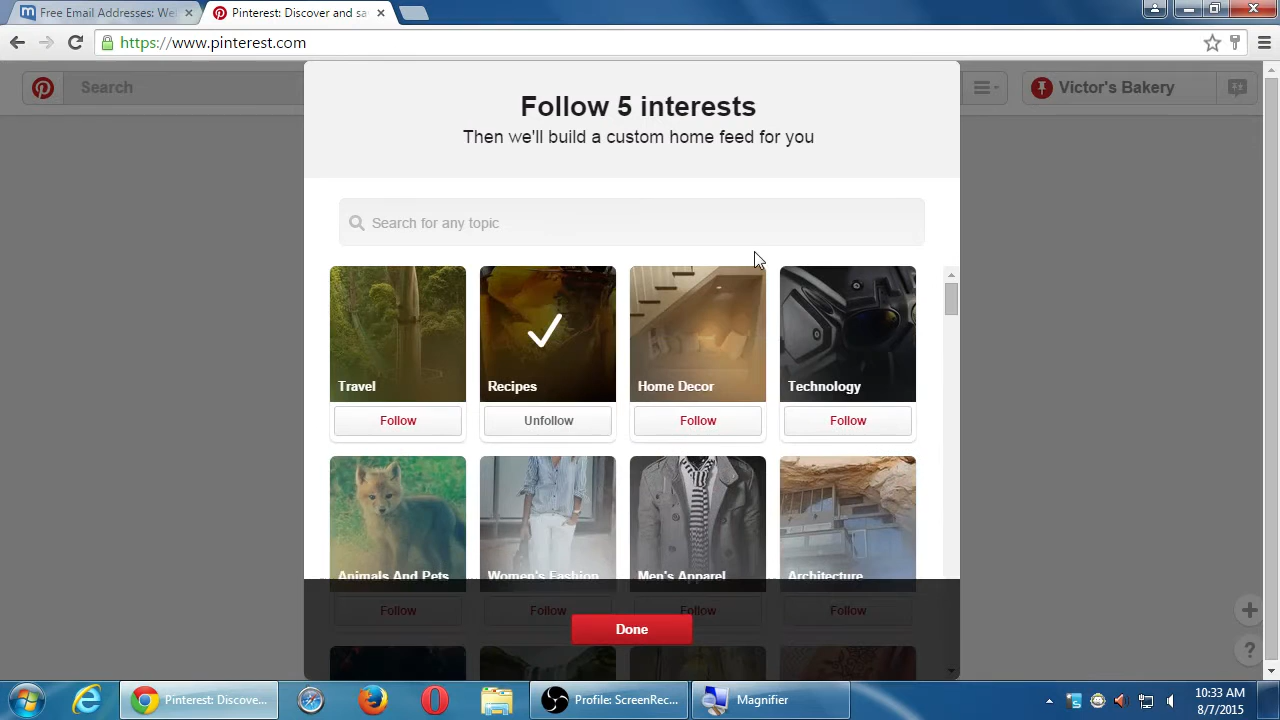 Free Email Addresses: We
Pinterest: Discover and sa
https://www.pinterest.com
Search
Victor's Bakery
Follow 5 interests
Then we'll build a custom home feed for you
Search for any topic
Travel
Recipes
Home Decor
Technology
Follow
Unfollow
Follow
Follow
Animals And Pets
Women's Fashion
Men's Apparel
Architecture
Follow
Follow
Follow
Follow
Done
Pinterest: Discove...
Profile: ScreenRec...
Magnifier
10:33 AM
8/7/2015